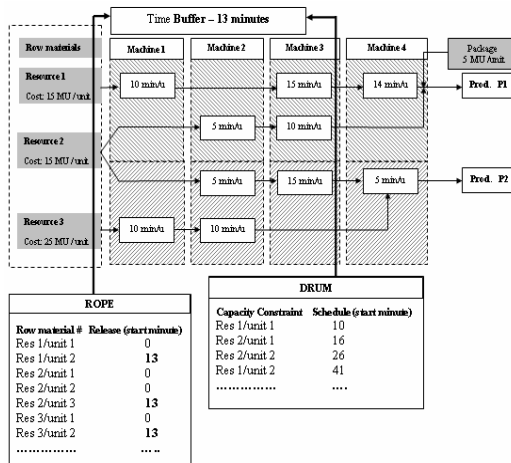 Time Buffer – 13 minutes
Row materials
Machine 1
Machine 2
Machine 3
Machine 4
Package
5 MU /unit
Resource 1
Cost: 15 MU /unit
10 min/u
15 min/u
14 min/u
Prod. P1
5 min/u
10 min/u
Resource 2
Cost: 15 MU /unit
5 min/u
15 min/u
5 min/u
Prod. P2
Resource 3
Cost: 25 MU /unit
10 min/u
10 min/u
ROPE
Row material # Release (start minute)
Res 1/unit 1 0
Res 1/unit 2 13
Res 2/unit 1 0
Res 2/unit 2 0
Res 2/unit 3 13
Res 3/unit 1 0
Res 3/unit 2 13
…………… …..
DRUM
Capacity Constraint Schedule (start minute)
Res 1/unit 1 10
Res 2/unit 1 16
Res 2/unit 2 26
Res 1/unit 2 41
…………… ….